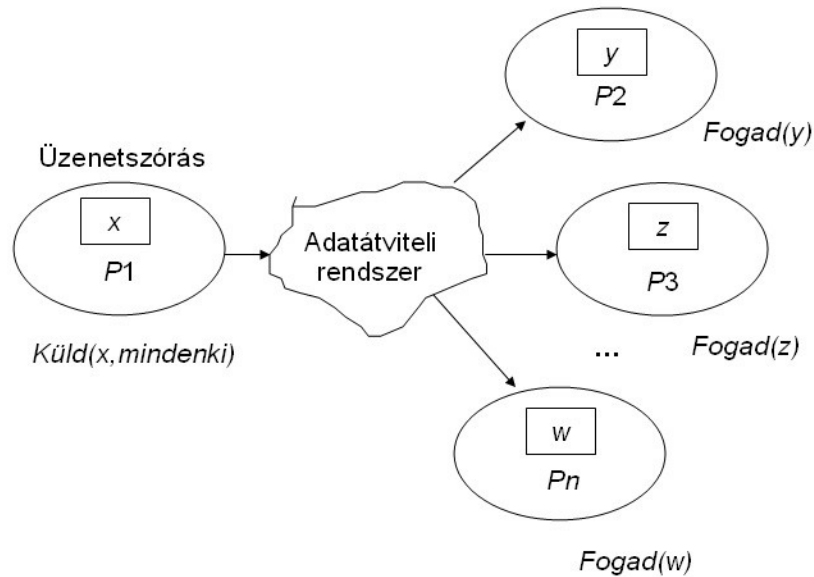 y
P2
Fogad(y)
Üzenetszórás
x
P1
Küld(x,mindenki)
Adatátviteli
rendszer
z
P3
...
Fogad(z)
w
Pn
Fogad(w)